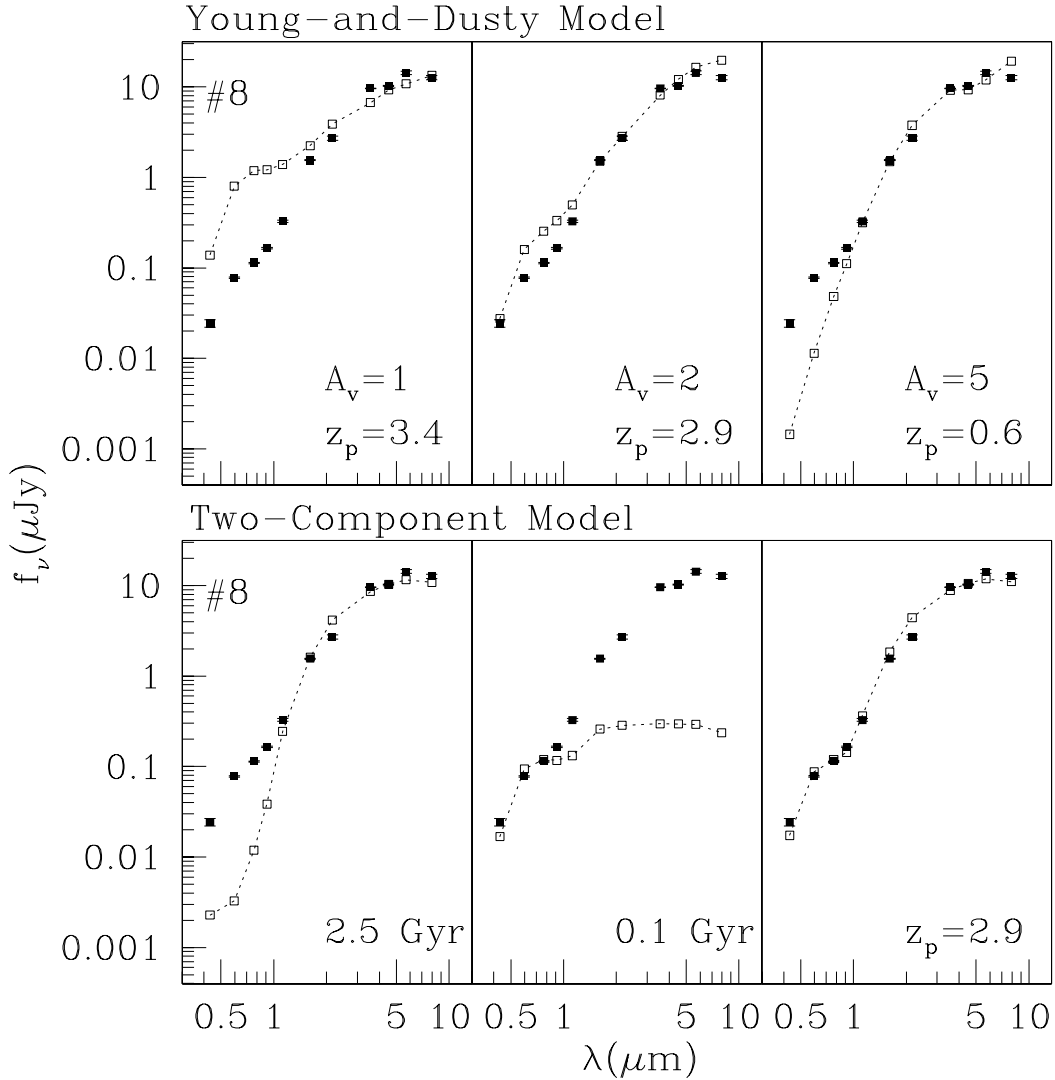 Young-and-Dusty Model
#8
10
1
0.1
0.01
0.001
A_v=1
z_p=3.4
A_v=2
z_p=2.9
A_v=5
z_p=0.6
f_ν(μJy)
Two-Component Model
#8
10
1
0.1
0.01
0.001
2.5 Gyr
0.1 Gyr
z_p=2.9
0.5 1 5 10 0.5 1 5 10 0.5 1 5 10
λ(μm)